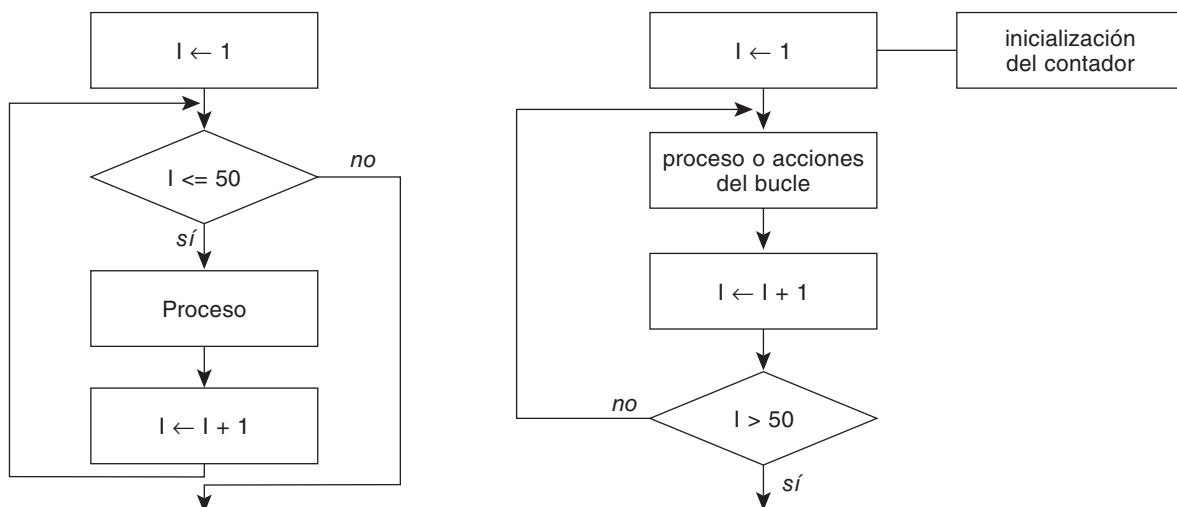 I ← 1
I <= 50
no
sí
Proceso
I ← I + 1
I ← 1
inicialización
del contador
proceso o acciones
del bucle
I ← I + 1
I > 50
no
sí